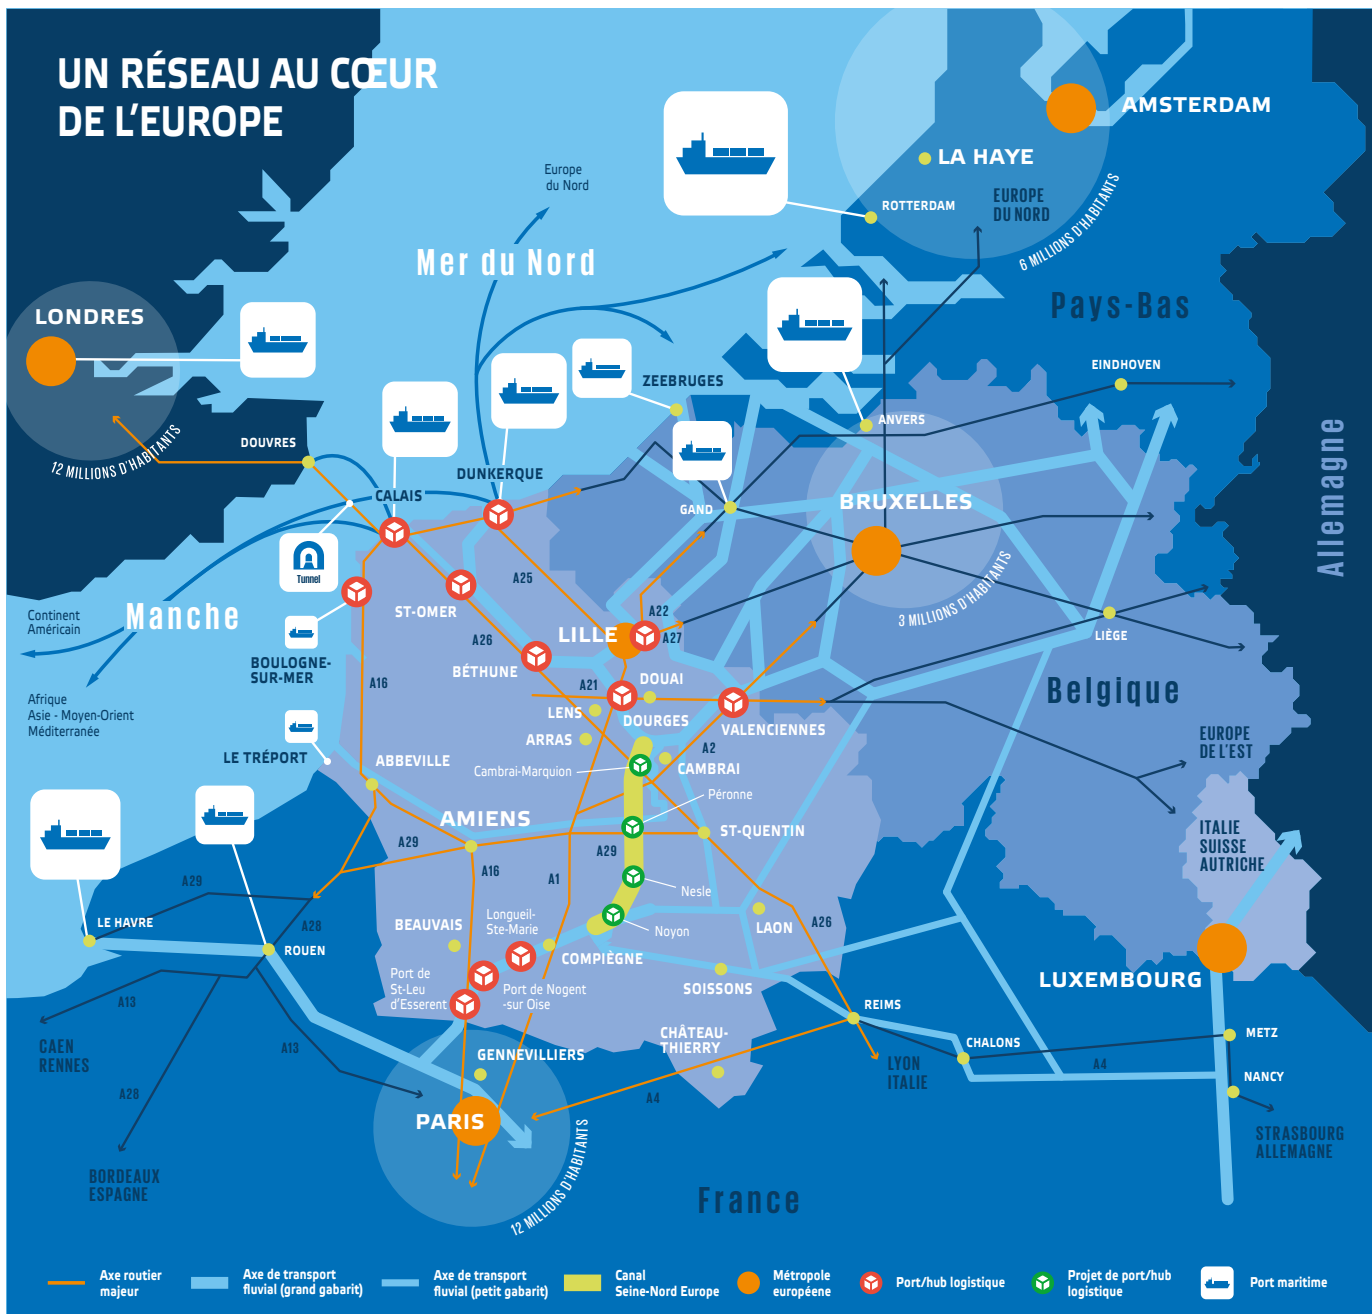 UN RÉSEAU AU CŒUR
DE L'EUROPE
AMSTERDAM
LA HAYE
Europe
du Nord
EUROPE
DU NORD
ROTTERDAM
6 MILLIONS D'HABITANTS
Mer du Nord
Pays-Bas
LONDRES
EINDHOVEN
ZEEBRUGES
ANVERS
DOUVRES
12 MILLIONS D'HABITANTS
Allemagne
DUNKERQUE
CALAIS
BRUXELLES
GAND
Tunnel
A25
3 MILLIONS D'HABITANTS
Continent
Américain
Manche
ST-OMER
A22
LILLE
A27
LIÈGE
A26
BOULOGNE-
SUR-MER
BÉTHUNE
A16
A21
DOUAI
Belgique
Afrique
Asie - Moyen-Orient
Méditerranée
LENS
DOURGES
VALENCIENNES
ARRAS
A2
EUROPE
DE L'EST
LE TRÉPORT
ABBEVILLE
Cambrai-Marquion
CAMBRAI
Péronne
AMIENS
ST-QUENTIN
ITALIE
SUISSE
AUTRICHE
A29
A29
A16
A1
A29
Nesle
LE HAVRE
A28
BEAUVAIS
Longueil-
Ste-Marie
Noyon
LAON
A26
ROUEN
COMPIÈGNE
Port de
St-Leu
d'Esserent
Port de Nogent
-sur Oise
SOISSONS
LUXEMBOURG
A13
REIMS
CAEN
RENNES
A13
CHÂTEAU-
THIERRY
CHALONS
METZ
GENNEVILLIERS
LYON
ITALIE
A4
NANCY
A28
A4
PARIS
STRASBOURG
ALLEMAGNE
BORDEAUX
ESPAGNE
12 MILLIONS D'HABITANTS
France
Axe routier
majeur
Axe de transport
fluvial (grand gabarit)
Axe de transport
fluvial (petit gabarit)
Canal
Seine-Nord Europe
Métropole
européene
Port/hub logistique
Projet de port/hub
logistique
Port maritime